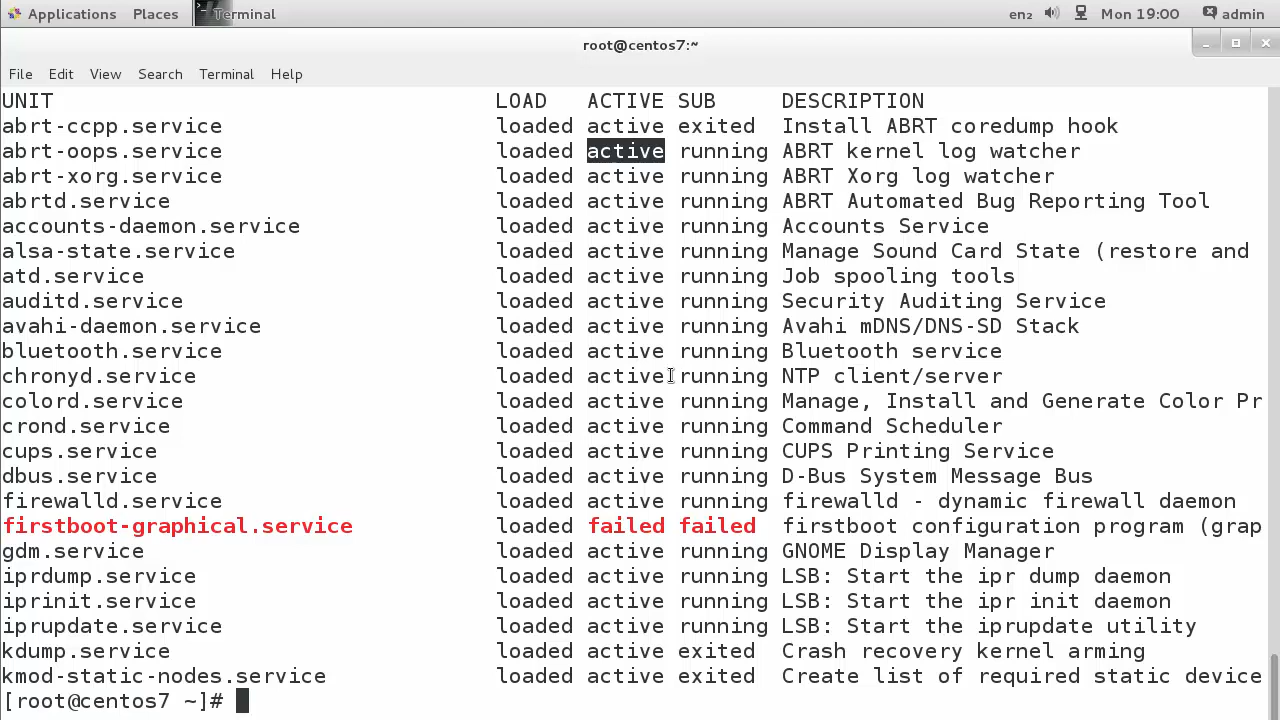 Applications Places Terminal en₂ Mon 19:00 admin
root@centos7:~
File Edit View Search Terminal Help
UNIT LOAD ACTIVE SUB DESCRIPTION
abrt-ccpp.service loaded active exited Install ABRT coredump hook
abrt-oops.service loaded active running ABRT kernel log watcher
abrt-xorg.service loaded active running ABRT Xorg log watcher
abrtd.service loaded active running ABRT Automated Bug Reporting Tool
accounts-daemon.service loaded active running Accounts Service
alsa-state.service loaded active running Manage Sound Card State (restore and
atd.service loaded active running Job spooling tools
auditd.service loaded active running Security Auditing Service
avahi-daemon.service loaded active running Avahi mDNS/DNS-SD Stack
bluetooth.service loaded active running Bluetooth service
chronyd.service loaded active running NTP client/server
colord.service loaded active running Manage, Install and Generate Color Pr
crond.service loaded active running Command Scheduler
cups.service loaded active running CUPS Printing Service
dbus.service loaded active running D-Bus System Message Bus
firewalld.service loaded active running firewalld - dynamic firewall daemon
firstboot-graphical.service loaded failed failed firstboot configuration program (grap
gdm.service loaded active running GNOME Display Manager
iprdump.service loaded active running LSB: Start the ipr dump daemon
iprinit.service loaded active running LSB: Start the ipr init daemon
iprupdate.service loaded active running LSB: Start the iprupdate utility
kdump.service loaded active exited Crash recovery kernel arming
kmod-static-nodes.service loaded active exited Create list of required static device
[root@centos7 ~]#